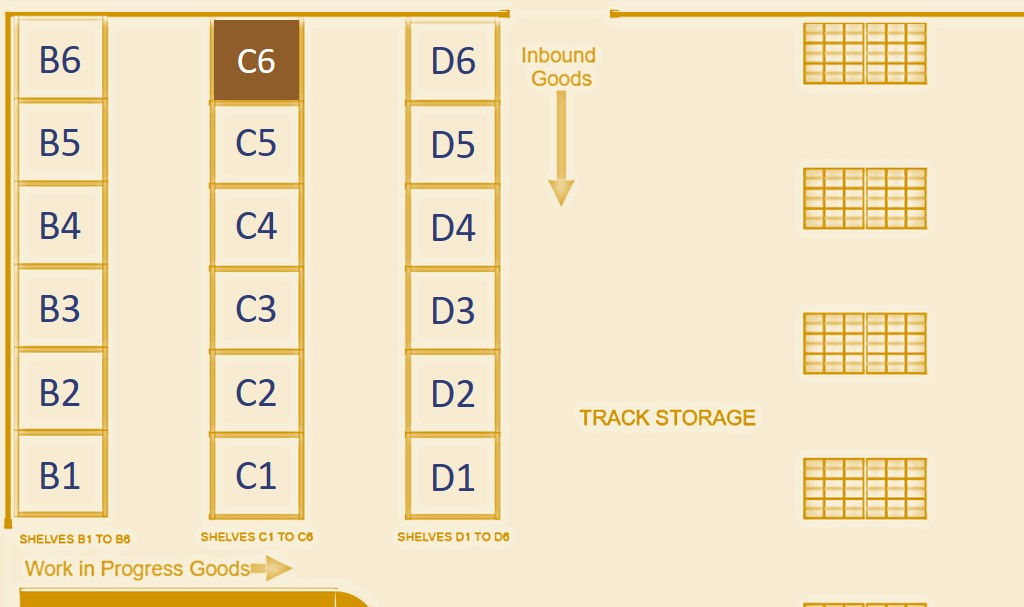 B6 C6 D6
Inbound
Goods
B5 C5 D5
B4 C4 D4
B3 C3 D3
B2 C2 D2
TRACK STORAGE
B1 C1 D1
SHELVES B1 TO B6 SHELVES C1 TO C6 SHELVES D1 TO D6
Work in Progress Goods